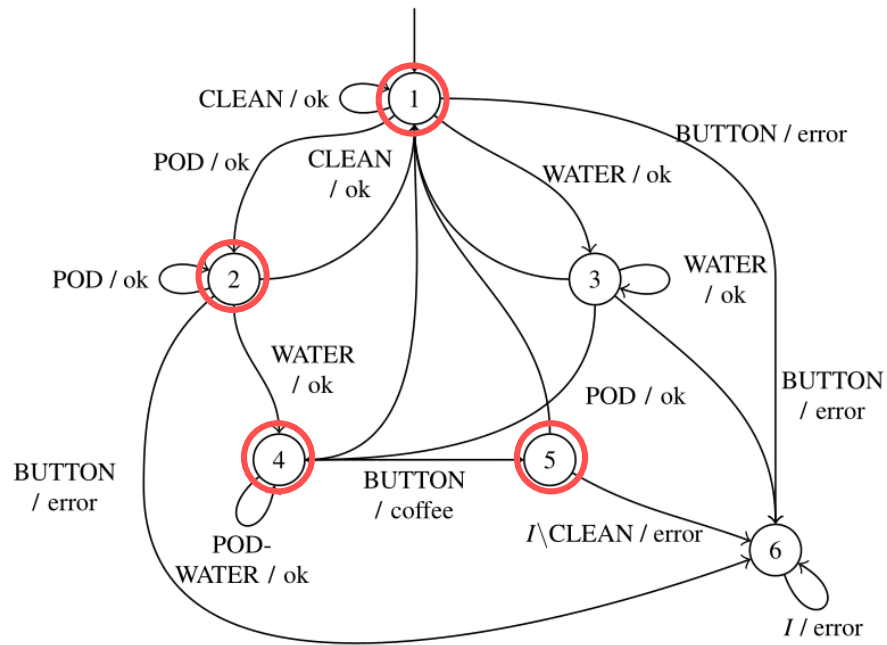 1
CLEAN / ok
BUTTON / error
POD / ok
CLEAN
/ ok
WATER / ok
2
POD / ok
3
WATER
/ ok
WATER
/ ok
POD / ok
BUTTON
/ error
4
5
BUTTON
/ error
BUTTON
/ coffee
I\CLEAN / error
6
POD-
WATER / ok
I / error